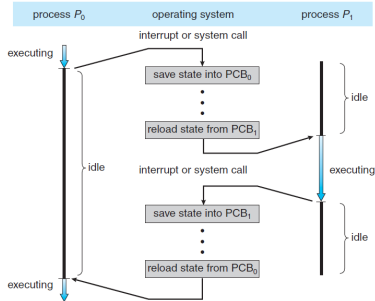 process P0 operating system process P1
interrupt or system call
executing
save state into PCB0
idle
reload state from PCB1
idle
interrupt or system call
executing
save state into PCB1
idle
reload state from PCB0
executing